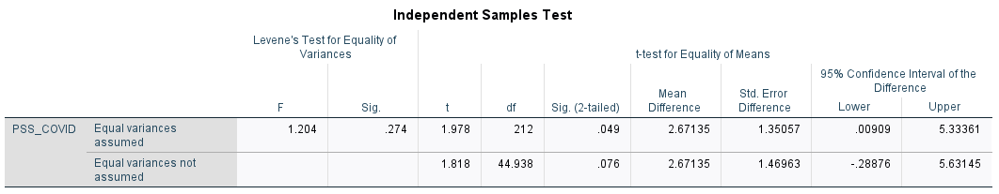 Independent Samples Test
Levene's Test for Equality of
Variances
t-test for Equality of Means
95% Confidence Interval of the
Difference
F
Sig.
t
df
Sig. (2-tailed)
Mean
Difference
Std. Error
Difference
Lower
Upper
PSS_COVID
Equal variances
assumed
1.204
.274
1.978
212
.049
2.67135
1.35057
.00909
5.33361
Equal variances not
assumed
1.818
44.938
.076
2.67135
1.46963
-.28876
5.63145